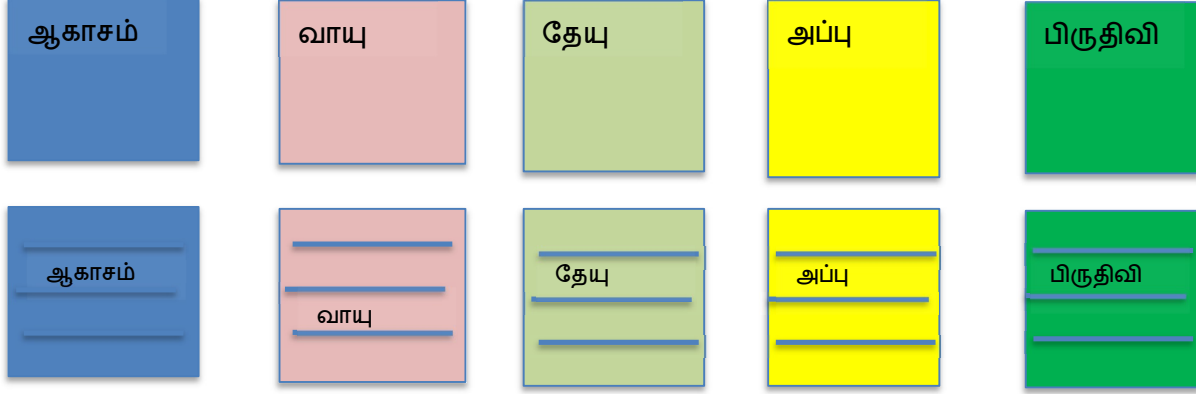 ஆகாசம்
வாயு
தேயு
அப்பு
பிருதிவி
ஆகாசம்
வாயு
தேயு
அப்பு
பிருதிவி